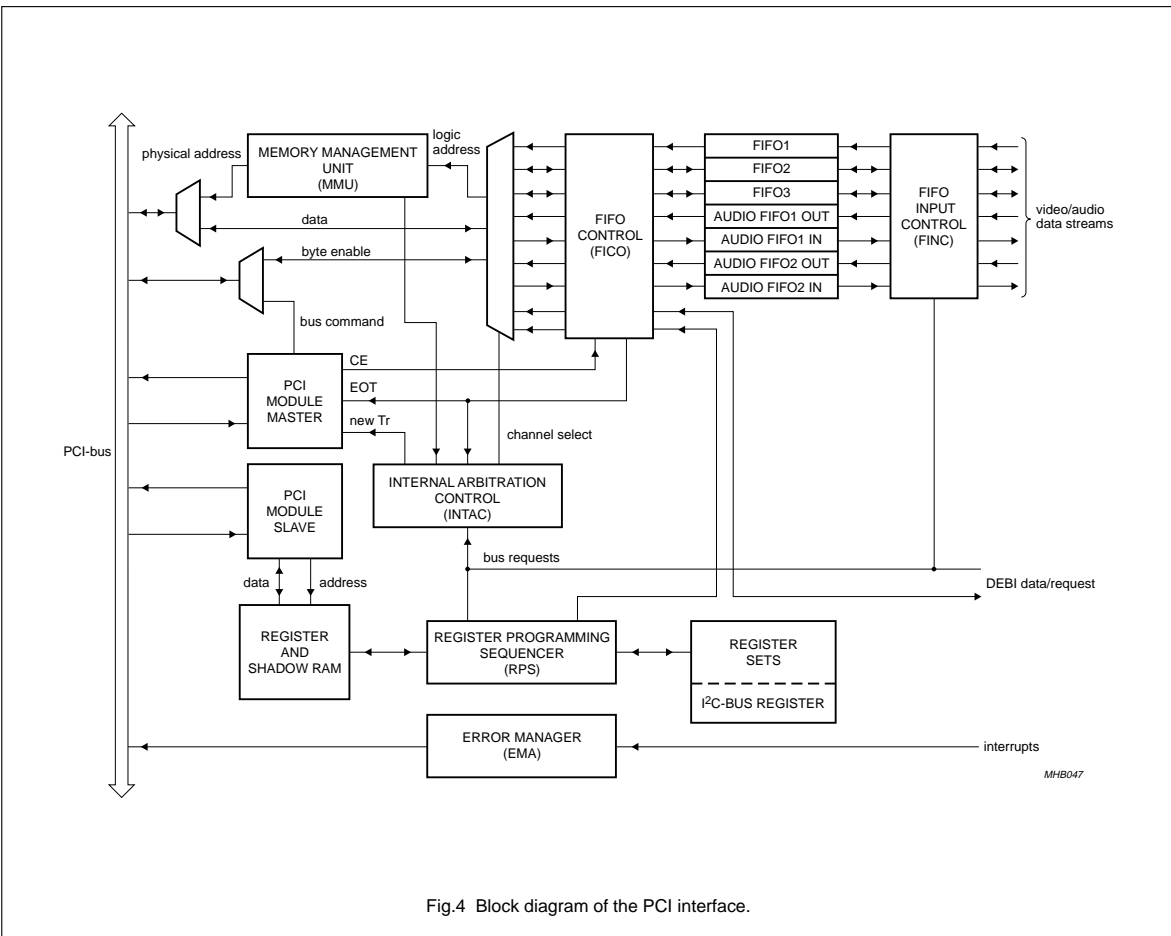 physical address
MEMORY MANAGEMENT
UNIT
(MMU)
logic
address
data
byte enable
bus command
FIFO
CONTROL
(FICO)
FIFO1
FIFO2
FIFO3
AUDIO FIFO1 OUT
AUDIO FIFO1 IN
AUDIO FIFO2 OUT
AUDIO FIFO2 IN
FIFO
INPUT
CONTROL
(FINC)
video/audio
data streams
PCI
MODULE
MASTER
CE
EOT
new Tr
channel select
PCI-bus
PCI
MODULE
SLAVE
INTERNAL ARBITRATION
CONTROL
(INTAC)
bus requests
data
address
DEBI data/request
REGISTER
AND
SHADOW RAM
REGISTER PROGRAMMING
SEQUENCER
(RPS)
REGISTER
SETS
I²C-BUS REGISTER
ERROR MANAGER
(EMA)
interrupts
MHB047
Fig.4 Block diagram of the PCI interface.